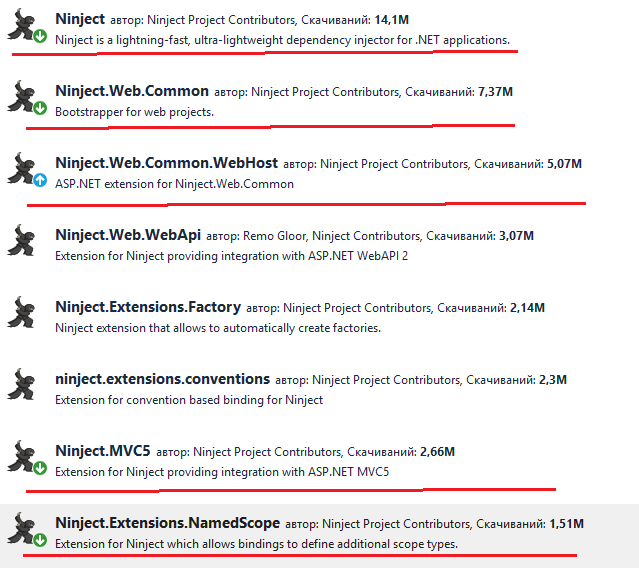 Ninject автор: Ninject Project Contributors, Скачиваний: 14,1M
Ninject is a lightning-fast, ultra-lightweight dependency injector for .NET applications.
Ninject.Web.Common автор: Ninject Project Contributors, Скачиваний: 7,37M
Bootstrapper for web projects.
Ninject.Web.Common.WebHost автор: Ninject Project Contributors, Скачиваний: 5,07M
ASP.NET extension for Ninject.Web.Common
Ninject.Web.WebApi автор: Remo Gloor, Ninject Contributors, Скачиваний: 3,07M
Extension for Ninject providing integration with ASP.NET WebAPI 2
Ninject.Extensions.Factory автор: Ninject Project Contributors, Скачиваний: 2,14M
Ninject extension that allows to automatically create factories.
ninject.extensions.conventions автор: Ninject Project Contributors, Скачиваний: 2,3M
Extension for convention based binding for Ninject
Ninject.MVC5 автор: Ninject Project Contributors, Скачиваний: 2,66M
Extension for Ninject providing integration with ASP.NET MVC5
Ninject.Extensions.NamedScope автор: Ninject Project Contributors, Скачиваний: 1,51M
Extension for Ninject which allows bindings to define additional scope types.